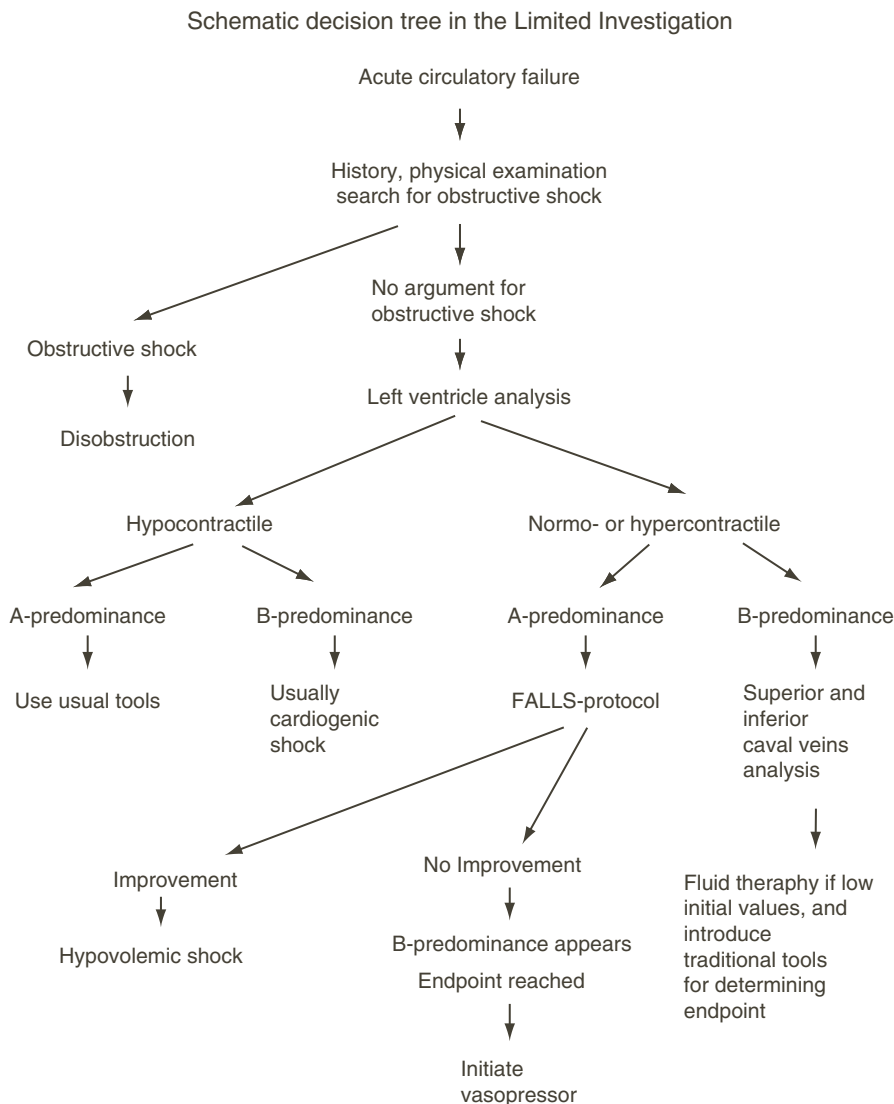 Schematic decision tree in the Limited Investigation
Acute circulatory failure
History, physical examination
search for obstructive shock
No argument for
obstructive shock
Obstructive shock
Left ventricle analysis
Disobstruction
Hypocontractile
Normo- or hypercontractile
A-predominance
B-predominance
A-predominance
B-predominance
Use usual tools
Usually
cardiogenic
shock
FALLS-protocol
Superior and
inferior
caval veins
analysis
Improvement
No Improvement
Fluid theraphy if low
initial values, and
introduce
traditional tools
for determining
endpoint
Hypovolemic shock
B-predominance appears
Endpoint reached
Initiate
vasopressor